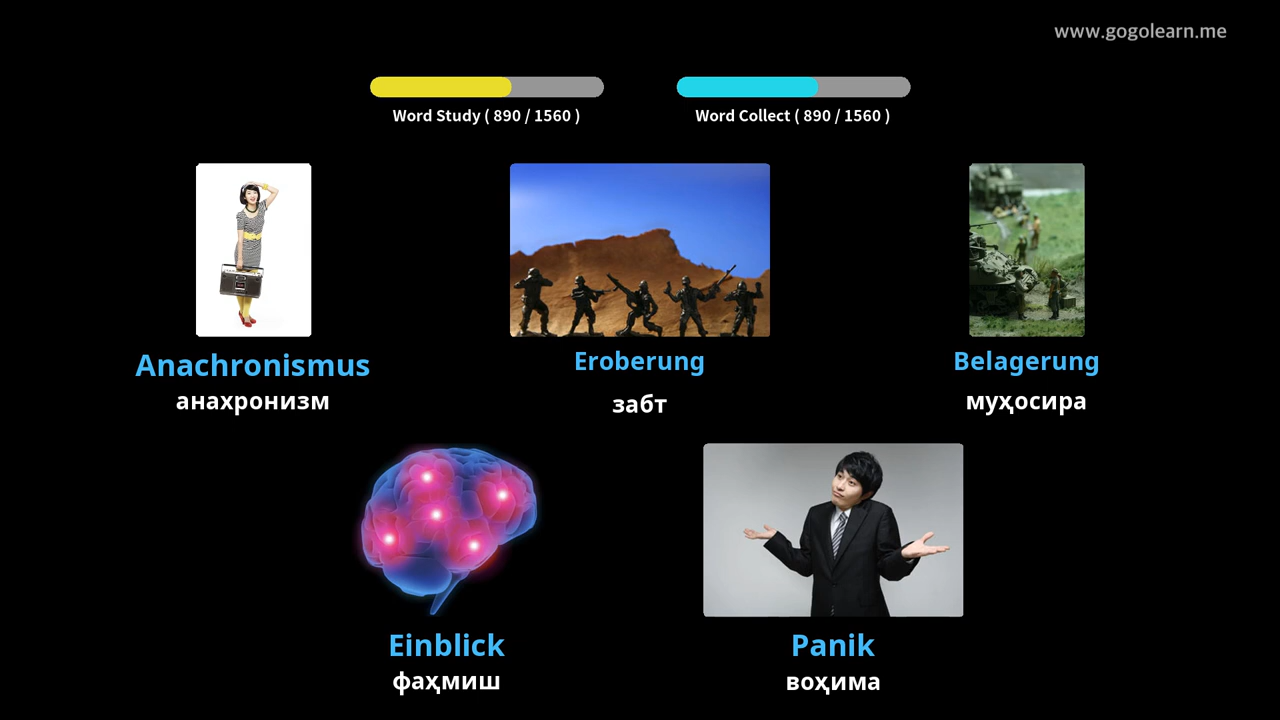 www.gogolearn.me
Word Study ( 890 / 1560 )
Word Collect ( 890 / 1560 )
Anachronismus
анахронизм
Eroberung
забт
Belagerung
муҳосира
Einblick
фаҳмиш
Panik
воҳима